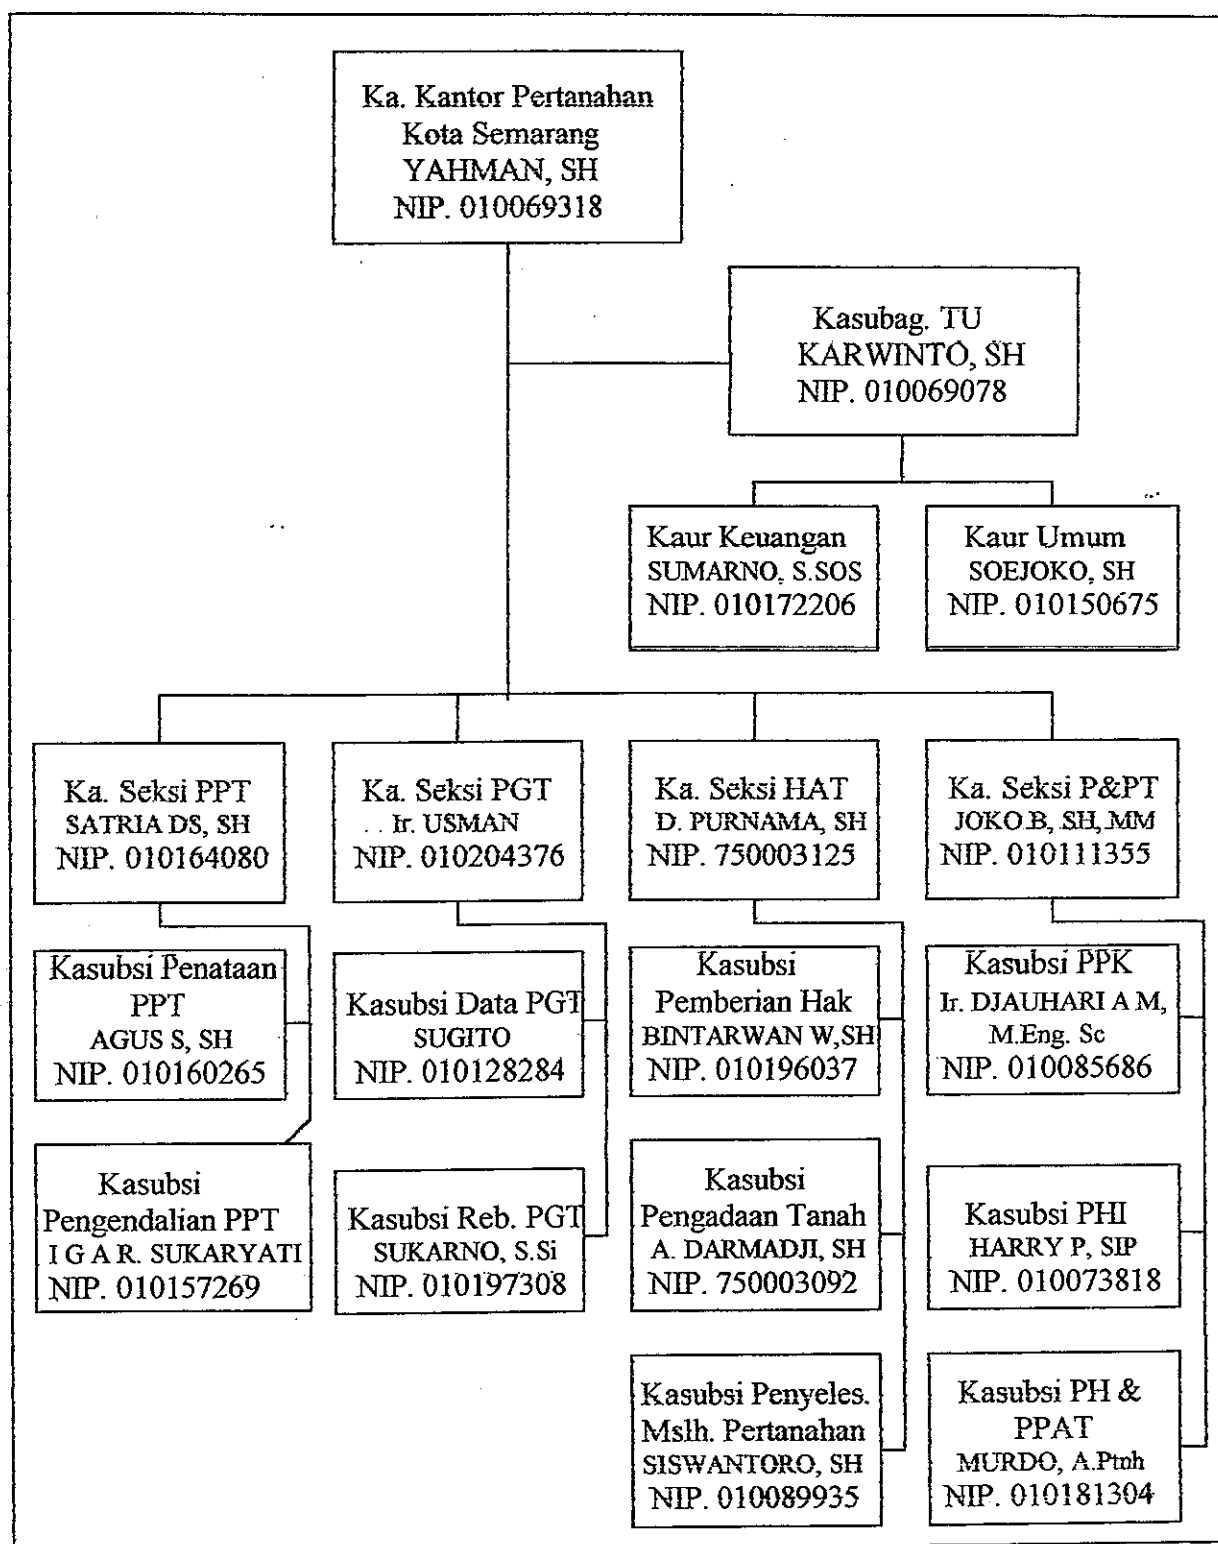 Ka. Kantor Pertanahan
Kota Semarang
YAHMAN, SH
NIP. 010069318
Kasubag. TU
KARWINTO, SH
NIP. 010069078
Kaur Keuangan
SUMARNO, S.SOS
NIP. 010172206
Kaur Umum
SOEJOKO, SH
NIP. 010150675
Ka. Seksi PPT
SATRIA DS, SH
NIP. 010164080
Ka. Seksi PGT
Ir. USMAN
NIP. 010204376
Ka. Seksi HAT
D. PURNAMA, SH
NIP. 750003125
Ka. Seksi P&PT
JOKO B, SH, MM
NIP. 010111355
Kasubsi Penataan
PPT
AGUS S, SH
NIP. 010160265
Kasubsi Data PGT
SUGITO
NIP. 010128284
Kasubsi
Pemberian Hak
BINTARWAN W,SH
NIP. 010196037
Kasubsi PPK
Ir. DJAUHARI A M,
M.Eng. Sc
NIP. 010085686
Kasubsi
Pengendalian PPT
I G A R. SUKARYATI
NIP. 010157269
Kasubsi Reb. PGT
SUKARNO, S.Si
NIP. 010197308
Kasubsi
Pengadaan Tanah
A. DARMADJI, SH
NIP. 750003092
Kasubsi PHI
HARRY P, SIP
NIP. 010073818
Kasubsi Penyeles.
Mslh. Pertanahan
SISWANTORO, SH
NIP. 010089935
Kasubsi PH &
PPAT
MURDO, A.Ptnh
NIP. 010181304